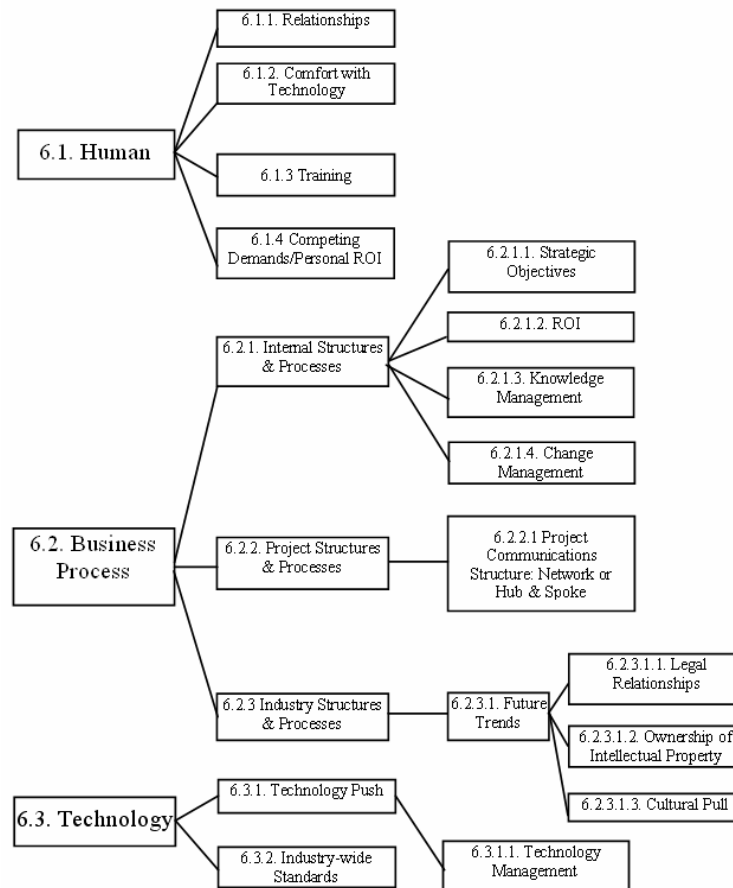 6.1. Human
6.1.1. Relationships
6.1.2. Comfort with
Technology
6.1.3 Training
6.1.4 Competing
Demands/Personal ROI
6.2. Business
Process
6.2.1. Internal Structures
& Processes
6.2.1.1. Strategic
Objectives
6.2.1.2. ROI
6.2.1.3. Knowledge
Management
6.2.1.4. Change
Management
6.2.2. Project Structures
& Processes
6.2.2.1 Project
Communications
Structure: Network or
Hub & Spoke
6.2.3 Industry Structures
& Processes
6.2.3.1. Future
Trends
6.2.3.1.1. Legal
Relationships
6.2.3.1.2. Ownership of
Intellectual Property
6.2.3.1.3. Cultural Pull
6.3. Technology
6.3.1. Technology Push
6.3.1.1. Technology
Management
6.3.2. Industry-wide
Standards